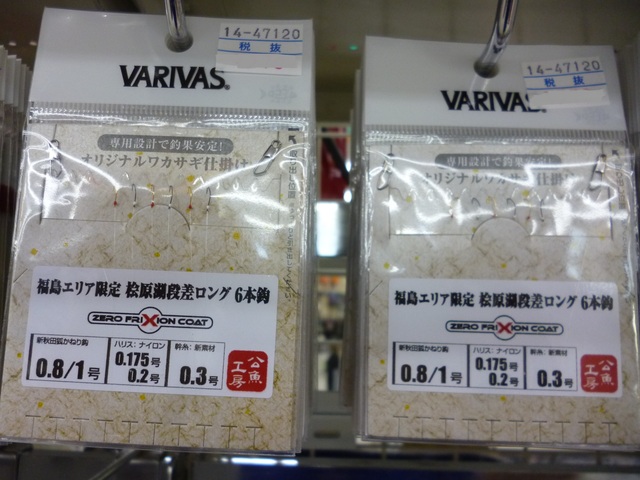 14-47120
税 抜
VARIVAS®
専用設計で釣果安定!
オリジナルワカサギ仕掛け
福島エリア限定 桧原湖段差ロング 6本鈎
ZERO FRIXION COAT
新秋田狐かねり鈎
0.8/1号
ハリス:ナイロン
0.175号
0.2号
幹糸:新素材
0.3号
公魚工房
14-47120
税 抜
VARIVAS
専用設計で釣果安定!
オリジナルワカサギ仕掛け
福島エリア限定 桧原湖段差ロング 6本鈎
ZERO FRIXION COAT
新秋田狐かねり鈎
0.8/1号
ハリス:ナイロン
0.175号
0.2号
幹糸:新素材
0.3号
公魚工房